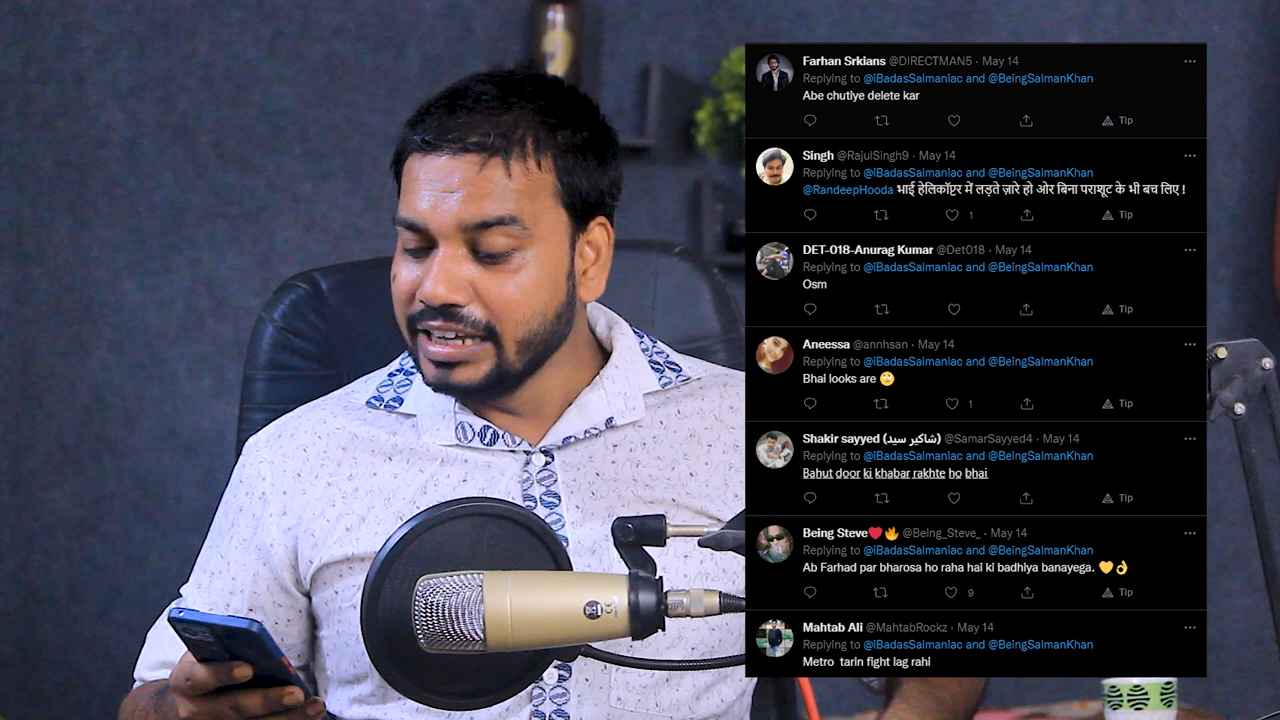 Farhan Srkians @DIRECTMAN5 · May 14
Replying to @IBadasSalmaniac and @BeingSalmanKhan
Abe chutiye delete kar
Tip
Singh @RajulSingh9 · May 14
Replying to @IBadasSalmaniac and @BeingSalmanKhan
@RandeepHooda भाई हेलिकॉप्टर में लड़ते ज़ारे हो ओर बिना पराशूट के भी बच लिए !
1 Tip
DET-018-Anurag Kumar @Det018 · May 14
Replying to @IBadasSalmaniac and @BeingSalmanKhan
Osm
Tip
Aneessa @annhsan · May 14
Replying to @IBadasSalmaniac and @BeingSalmanKhan
Bhai looks are 🙄
1 Tip
Shakir sayyed (شاكير سيد) @SamarSayyed4 · May 14
Replying to @IBadasSalmaniac and @BeingSalmanKhan
Bahut door ki khabar rakhte ho bhai
Tip
Being Steve❤️🔥 @Being_Steve_ · May 14
Replying to @IBadasSalmaniac and @BeingSalmanKhan
Ab Farhad par bharosa ho raha hai ki badhiya banayega. 💛👌
9 Tip
Mahtab Ali @MahtabRockz · May 14
Replying to @IBadasSalmaniac and @BeingSalmanKhan
Metro tarin fight lag rahi